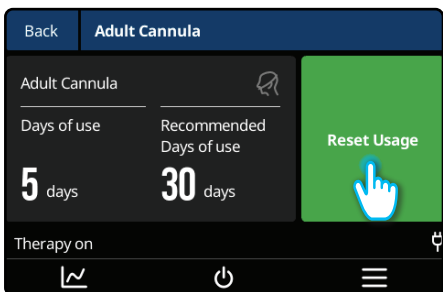 Back
Adult Cannula
Adult Cannula
Days of use
5 days
Recommended
Days of use
30 days
Reset Usage
Therapy on